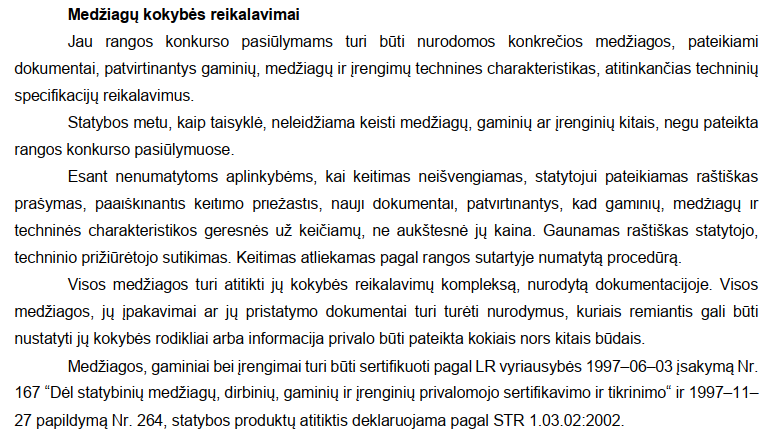 Medžiagų kokybės reikalavimai
Jau rangos konkurso pasiūlymams turi būti nurodomos konkrečios medžiagos, pateikiami
dokumentai, patvirtinantys gaminių, medžiagų ir įrengimų technines charakteristikas, atitinkančias techninių
specifikacijų reikalavimus.
Statybos metu, kaip taisyklė, neleidžiama keisti medžiagų, gaminių ar įrenginių kitais, negu pateikta
rangos konkurso pasiūlymuose.
Esant nenumatytoms aplinkybėms, kai keitimas neišvengiamas, statytojui pateikiamas raštiškas
prašymas, paaiškinantis keitimo priežastis, nauji dokumentai, patvirtinantys, kad gaminių, medžiagų ir
techninės charakteristikos geresnės už keičiamų, ne aukštesnė jų kaina. Gaunamas raštiškas statytojo,
techninio prižiūrėtojo sutikimas. Keitimas atliekamas pagal rangos sutartyje numatytą procedūrą.
Visos medžiagos turi atitikti jų kokybės reikalavimų kompleksą, nurodytą dokumentacijoje. Visos
medžiagos, jų įpakavimai ar jų pristatymo dokumentai turi turėti nurodymus, kuriais remiantis gali būti
nustatyti jų kokybės rodikliai arba informacija privalo būti pateikta kokiais nors kitais būdais.
Medžiagos, gaminiai bei įrengimai turi būti sertifikuoti pagal LR vyriausybės 1997–06–03 įsakymą Nr.
167 “Dėl statybinių medžiagų, dirbinių, gaminių ir įrenginių privalomojo sertifikavimo ir tikrinimo“ ir 1997–11–
27 papildymą Nr. 264, statybos produktų atitiktis deklaruojama pagal STR 1.03.02:2002.